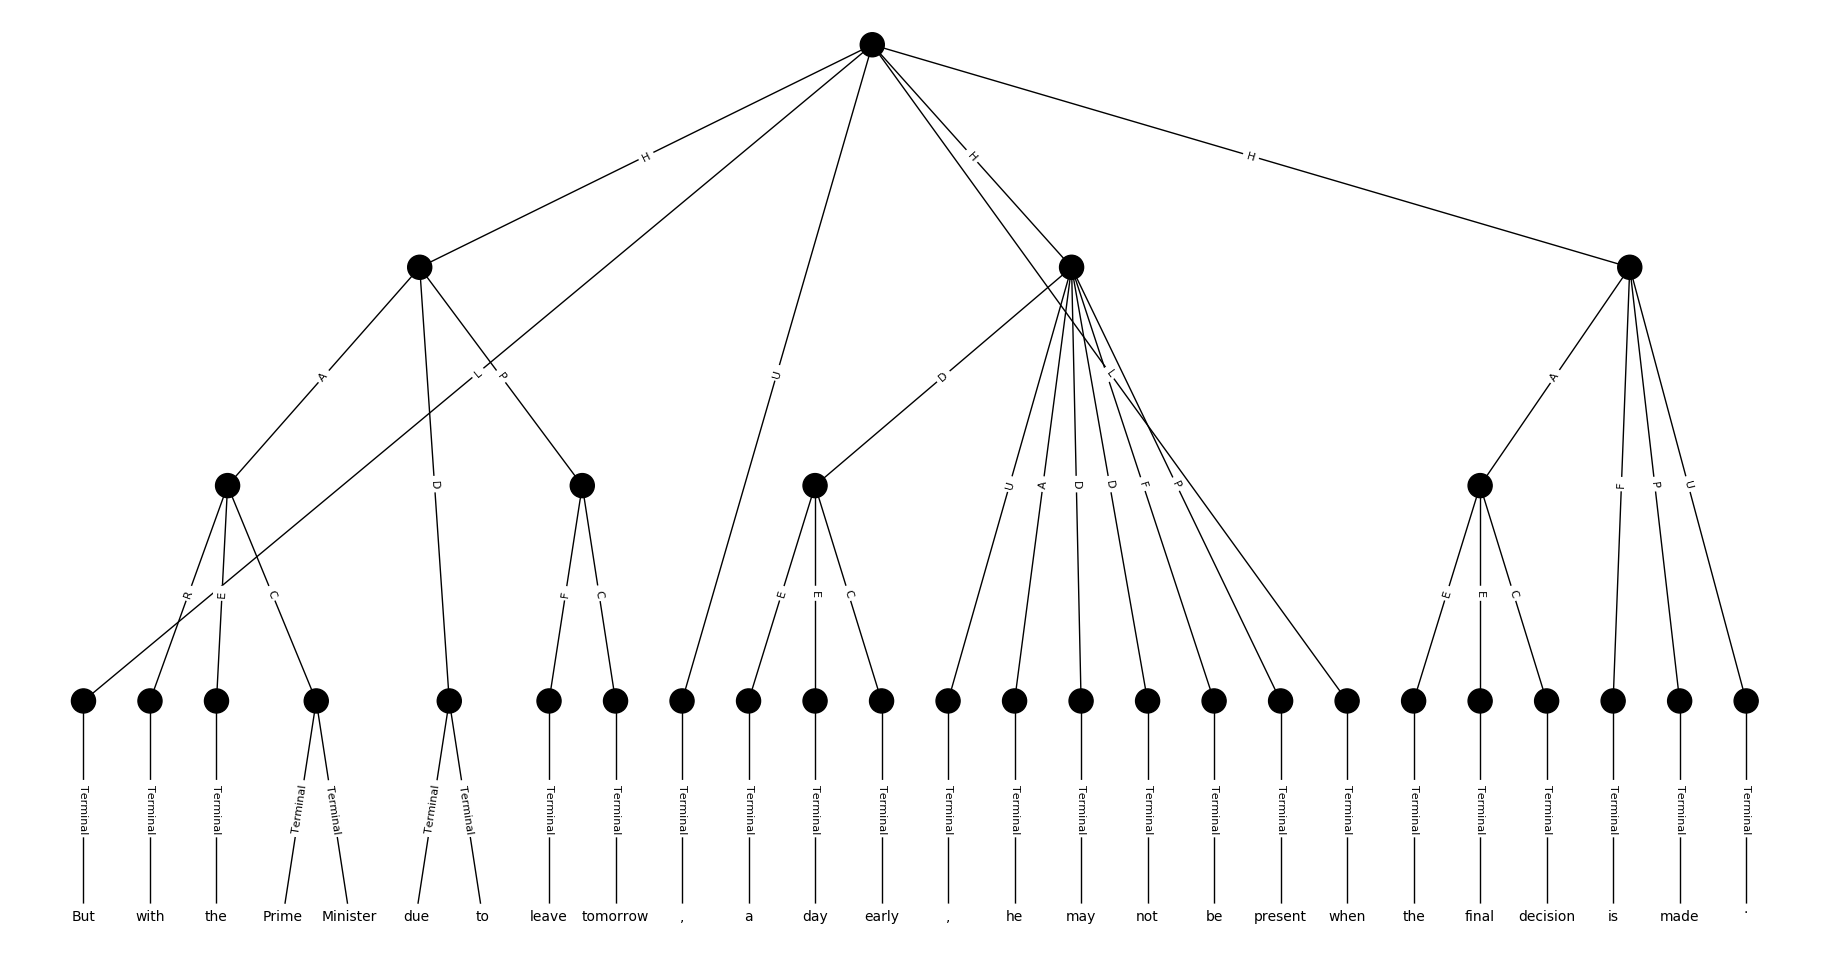 H H H
A L P U D L A
D U A D D F P F P U
R E C F C E E C E E C
Terminal Terminal Terminal Terminal Terminal Terminal Terminal Terminal Terminal Terminal Terminal Terminal Terminal Terminal Terminal Terminal Terminal Terminal Terminal Terminal Terminal Terminal Terminal Terminal Terminal Terminal
But with the Prime Minister due to leave tomorrow , a day early , he may not be present when the final decision is made .